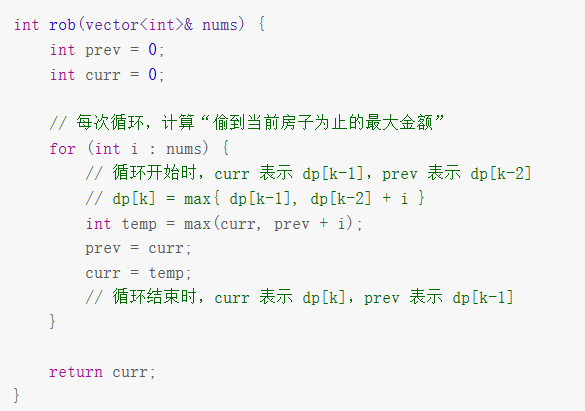 int rob(vector<int>& nums) {
    int prev = 0;
    int curr = 0;

    // 每次循环，计算“偷到当前房子为止的最大金额”
    for (int i : nums) {
        // 循环开始时，curr 表示 dp[k-1]，prev 表示 dp[k-2]
        // dp[k] = max{ dp[k-1], dp[k-2] + i }
        int temp = max(curr, prev + i);
        prev = curr;
        curr = temp;
        // 循环结束时，curr 表示 dp[k]，prev 表示 dp[k-1]
    }

    return curr;
}